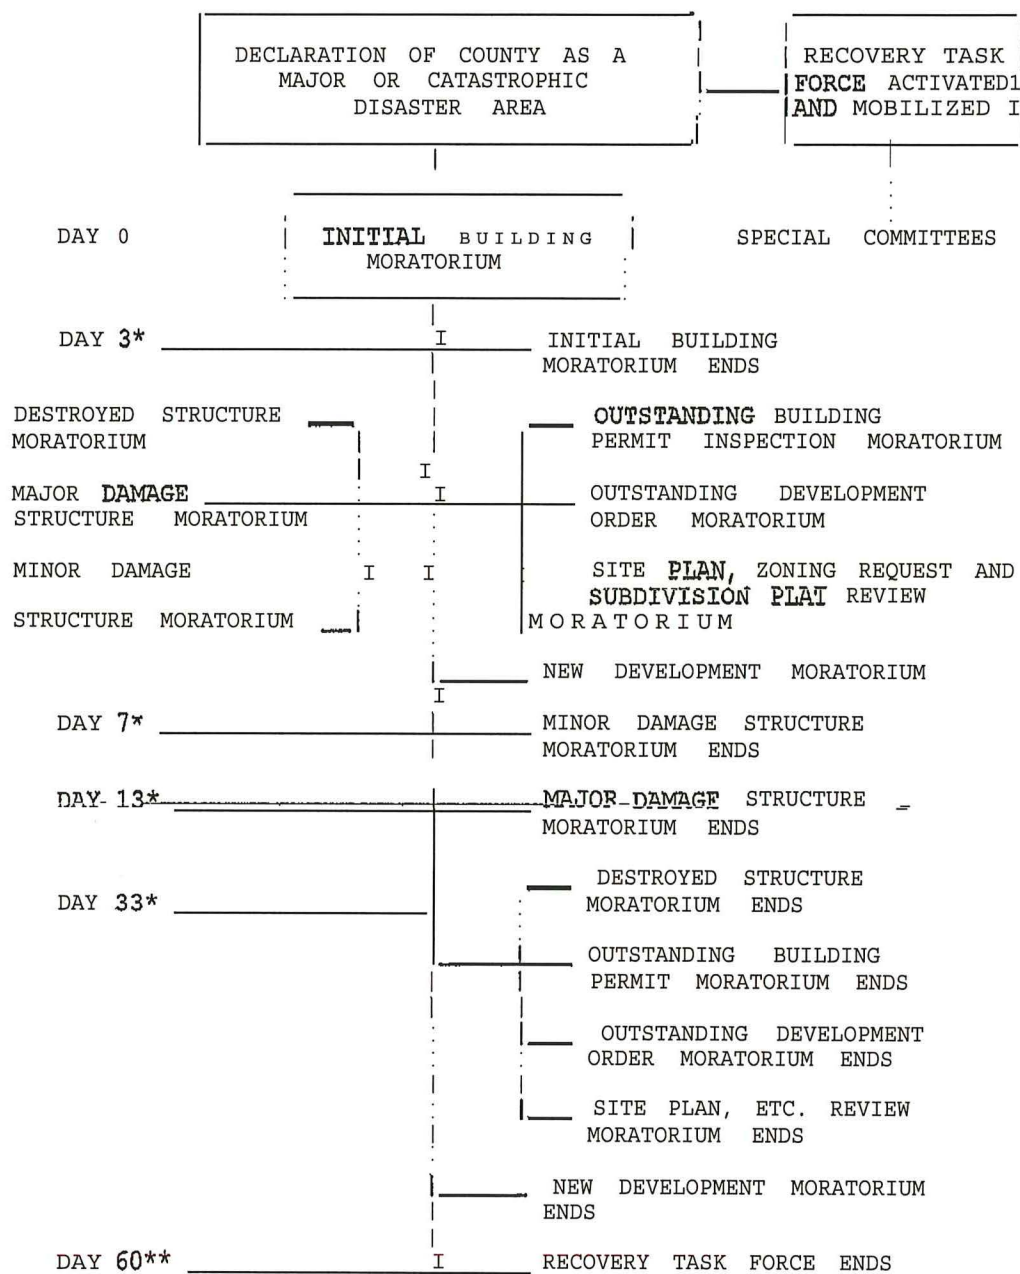 DECLARATION OF COUNTY AS A
MAJOR OR CATASTROPHIC
DISASTER AREA
RECOVERY TASK
FORCE ACTIVATED1
AND MOBILIZED I
DAY 0
INITIAL BUILDING
MORATORIUM
SPECIAL COMMITTEES
DAY 3*
INITIAL BUILDING
MORATORIUM ENDS
DESTROYED STRUCTURE
MORATORIUM
OUTSTANDING BUILDING
PERMIT INSPECTION MORATORIUM
MAJOR DAMAGE
STRUCTURE MORATORIUM
OUTSTANDING DEVELOPMENT
ORDER MORATORIUM
MINOR DAMAGE
STRUCTURE MORATORIUM
SITE PLAN, ZONING REQUEST AND
SUBDIVISION PLAT REVIEW
MORATORIUM
NEW DEVELOPMENT MORATORIUM
DAY 7*
MINOR DAMAGE STRUCTURE
MORATORIUM ENDS
DAY 13*
MAJOR DAMAGE STRUCTURE
MORATORIUM ENDS
DAY 33*
DESTROYED STRUCTURE
MORATORIUM ENDS
OUTSTANDING BUILDING
PERMIT MORATORIUM ENDS
OUTSTANDING DEVELOPMENT
ORDER MORATORIUM ENDS
SITE PLAN, ETC. REVIEW
MORATORIUM ENDS
NEW DEVELOPMENT MORATORIUM
ENDS
DAY 60**
RECOVERY TASK FORCE ENDS